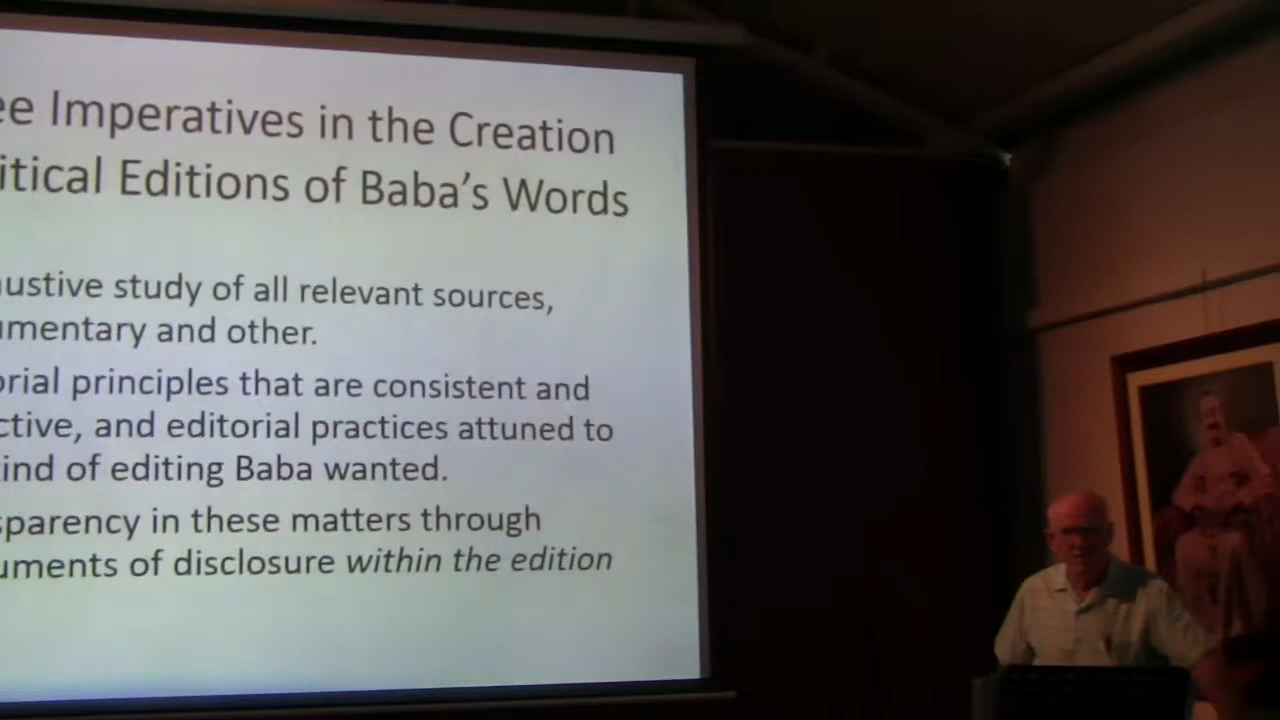 ee Imperatives in the Creation
itical Editions of Baba's Words
austive study of all relevant sources,
umentary and other.
orial principles that are consistent and
ctive, and editorial practices attuned to
kind of editing Baba wanted.
sparency in these matters through
uments of disclosure within the edition